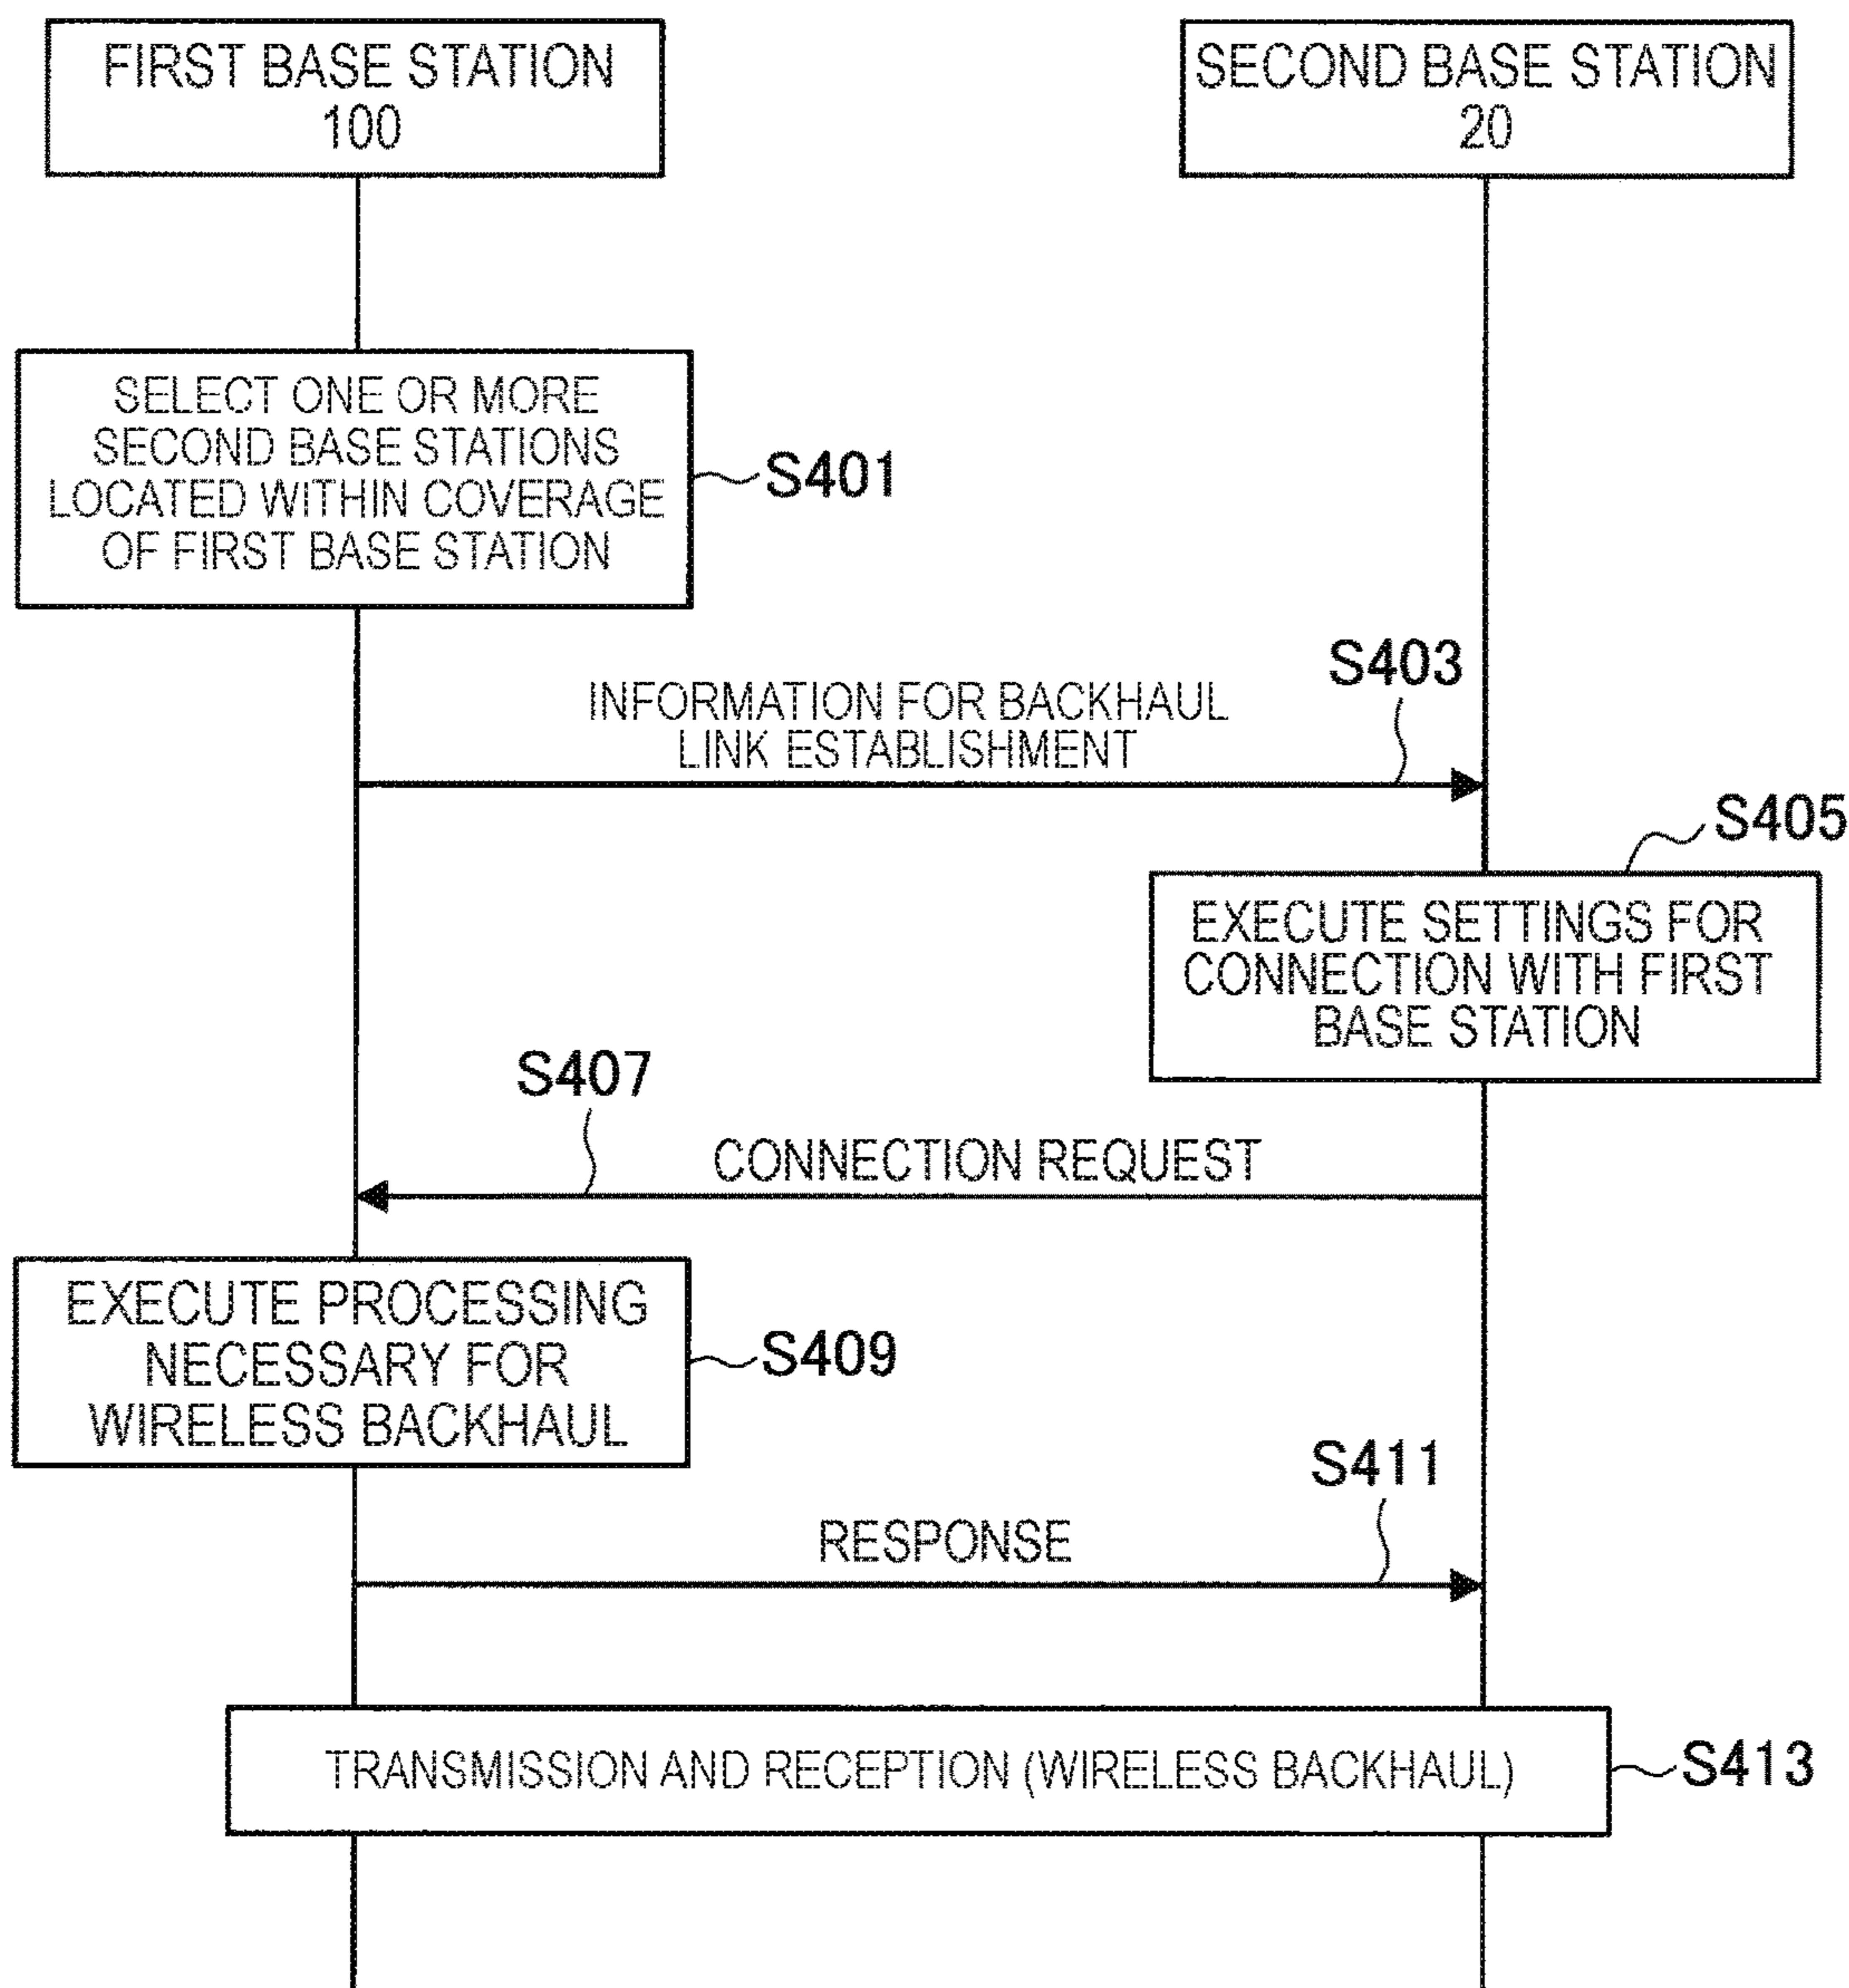 FIRST BASE STATION
100
SECOND BASE STATION
20
SELECT ONE OR MORE
SECOND BASE STATIONS
LOCATED WITHIN COVERAGE
OF FIRST BASE STATION
S401
S403
INFORMATION FOR BACKHAUL
LINK ESTABLISHMENT
S405
EXECUTE SETTINGS FOR
CONNECTION WITH FIRST
BASE STATION
S407
CONNECTION REQUEST
EXECUTE PROCESSING
NECESSARY FOR
WIRELESS BACKHAUL
S409
S411
RESPONSE
TRANSMISSION AND RECEPTION (WIRELESS BACKHAUL)
S413